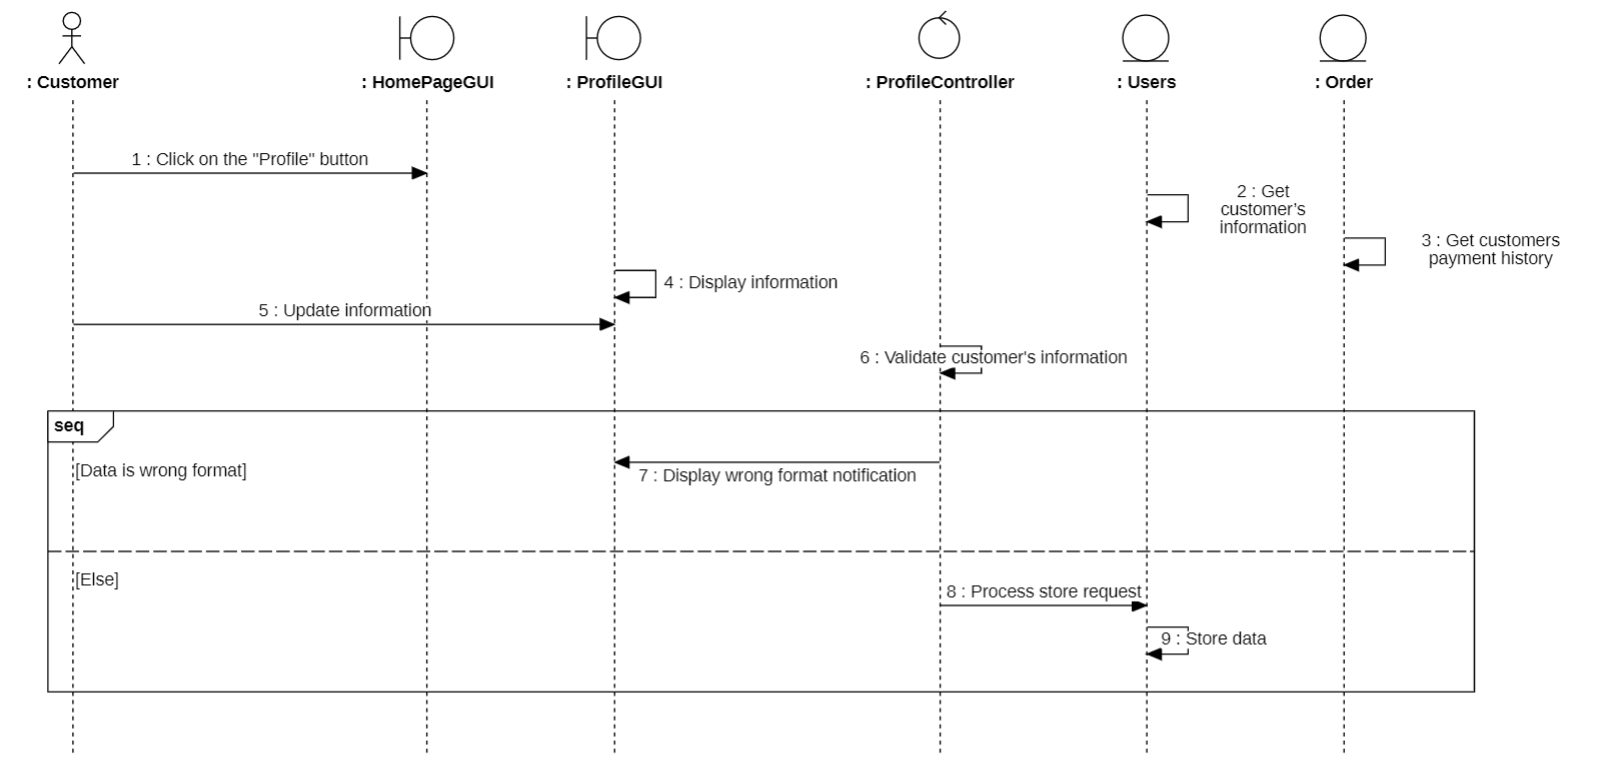 : Customer
: HomePageGUI
: ProfileGUI
: ProfileController
: Users
: Order
1 : Click on the "Profile" button
2 : Get
customer's
information
3 : Get customers
payment history
4 : Display information
5 : Update information
6 : Validate customer's information
seq
[Data is wrong format]
7 : Display wrong format notification
[Else]
8 : Process store request
9 : Store data